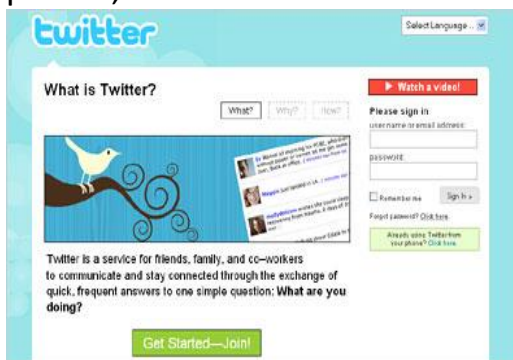 twitter
Select Language...
What is Twitter?
Watch a video!
What? Why? How?
Please sign in
user name or email address:
password:
Remember me
Sign In »
Forgot password? Click here.
Already using Twitter from
your phone? Click here.
Twitter is a service for friends, family, and co–workers
to communicate and stay connected through the exchange of
quick, frequent answers to one simple question: What are you
doing?
Get Started—Join!